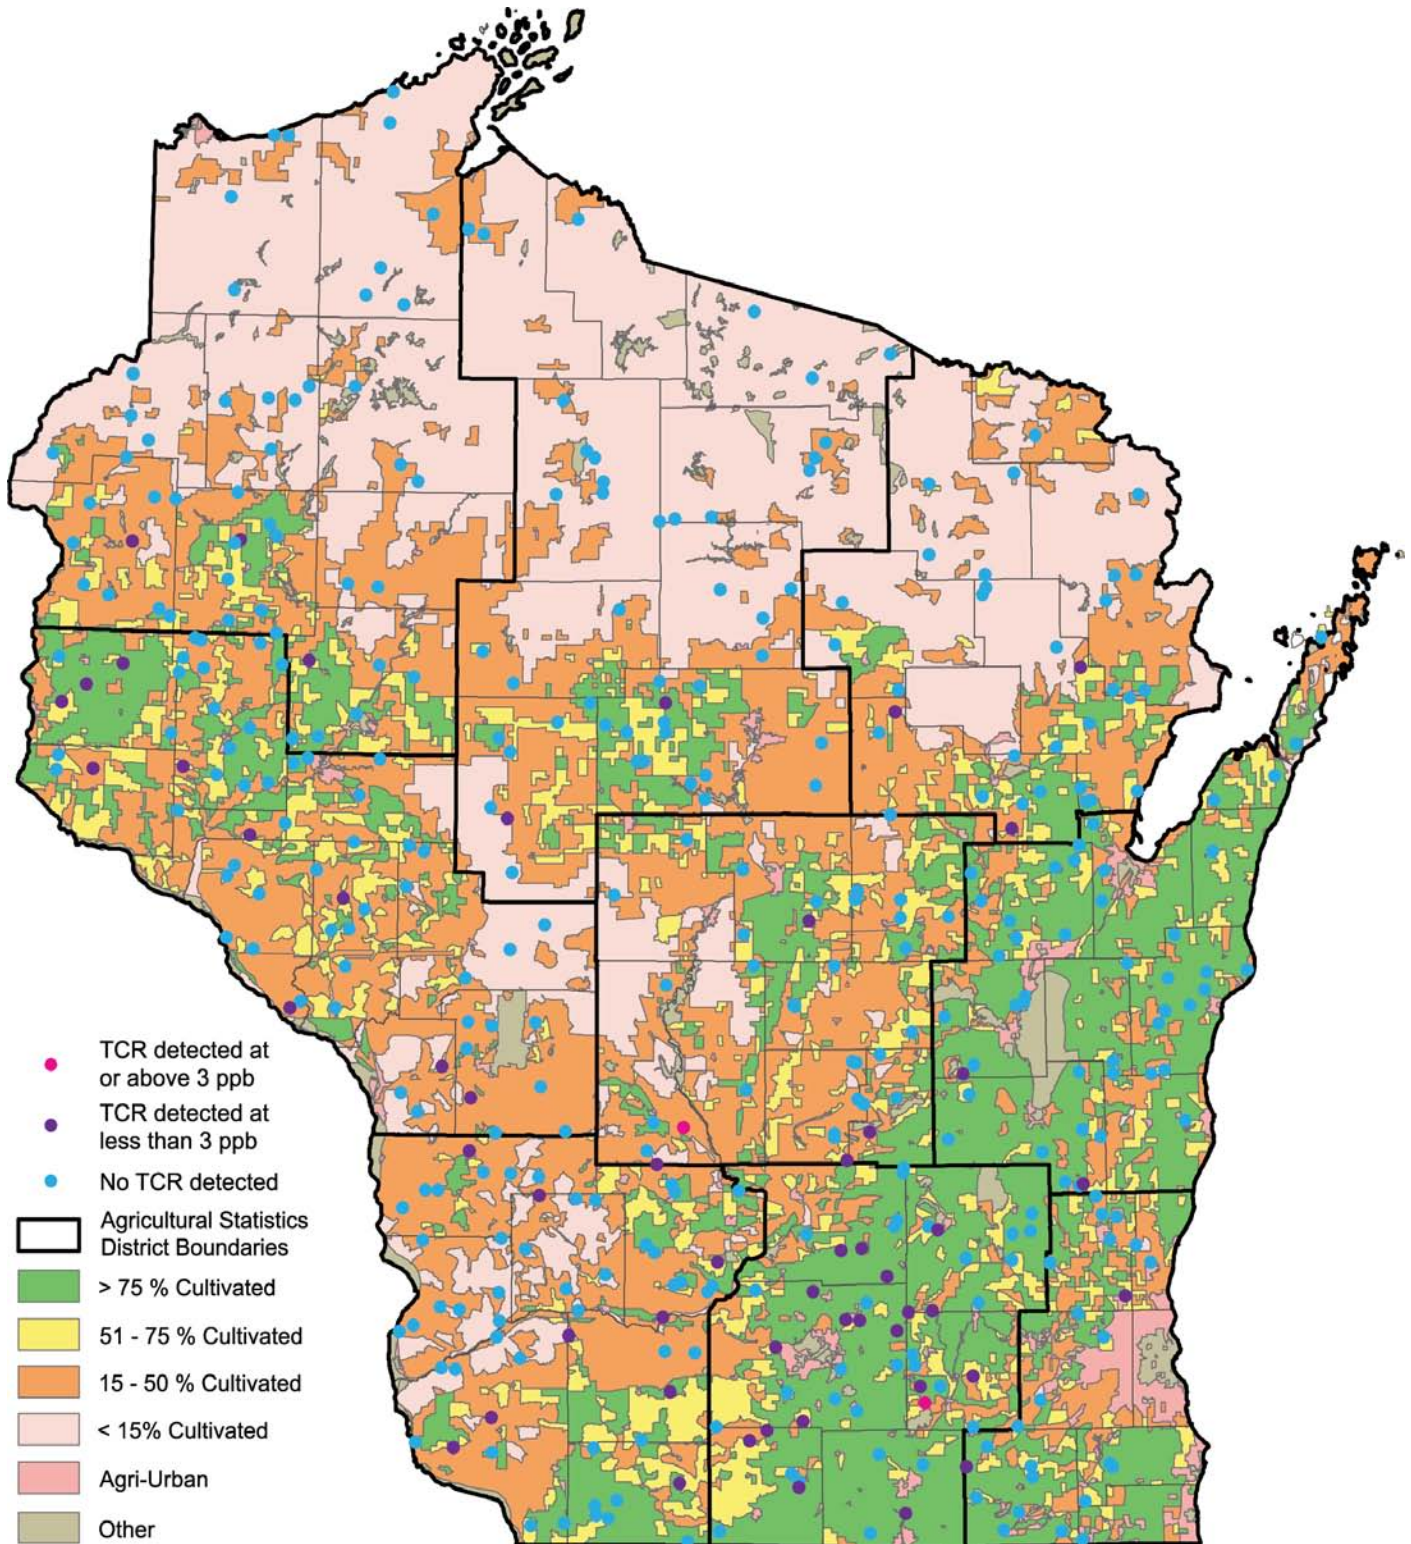 TCR detected at
or above 3 ppb
TCR detected at
less than 3 ppb
No TCR detected
Agricultural Statistics
District Boundaries
> 75 % Cultivated
51 - 75 % Cultivated
15 - 50 % Cultivated
< 15% Cultivated
Agri-Urban
Other